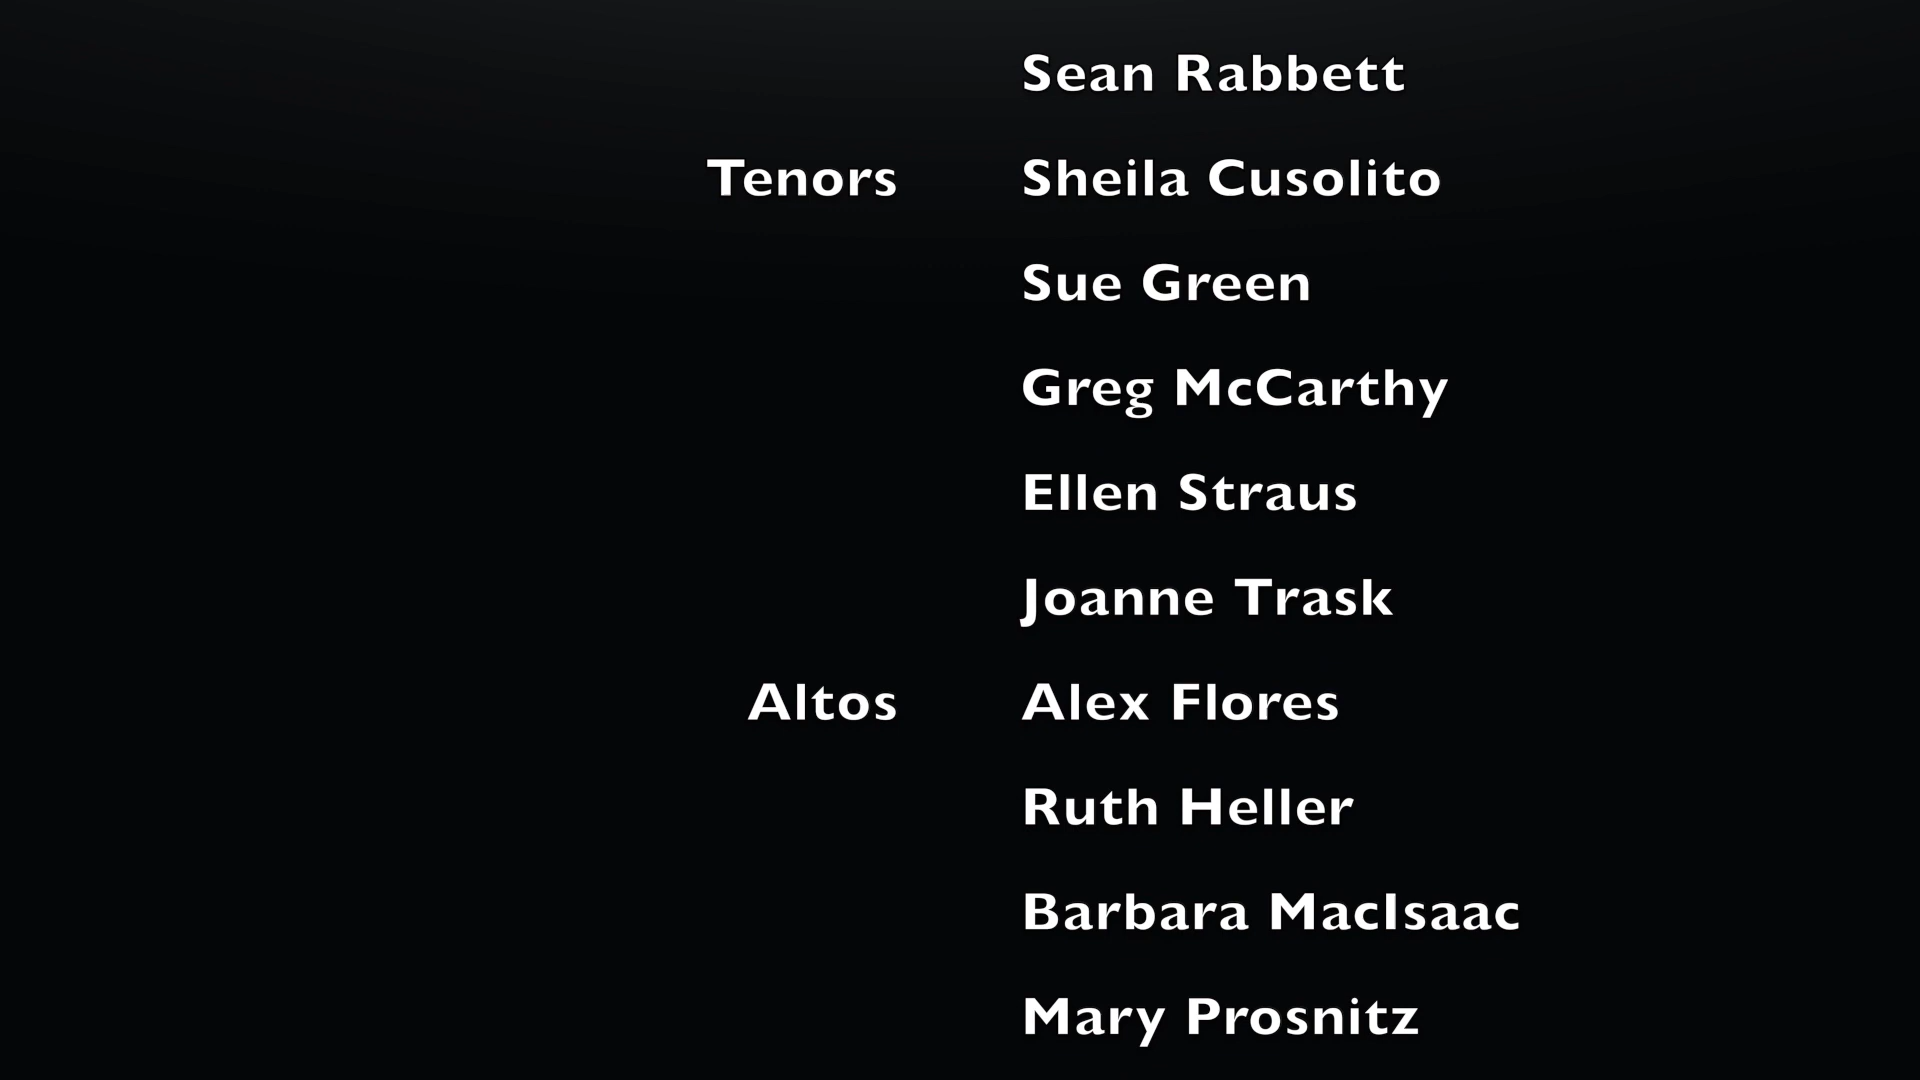 Sean Rabbett
Tenors Sheila Cusolito
Sue Green
Greg McCarthy
Ellen Straus
Joanne Trask
Altos Alex Flores
Ruth Heller
Barbara MacIsaac
Mary Prosnitz